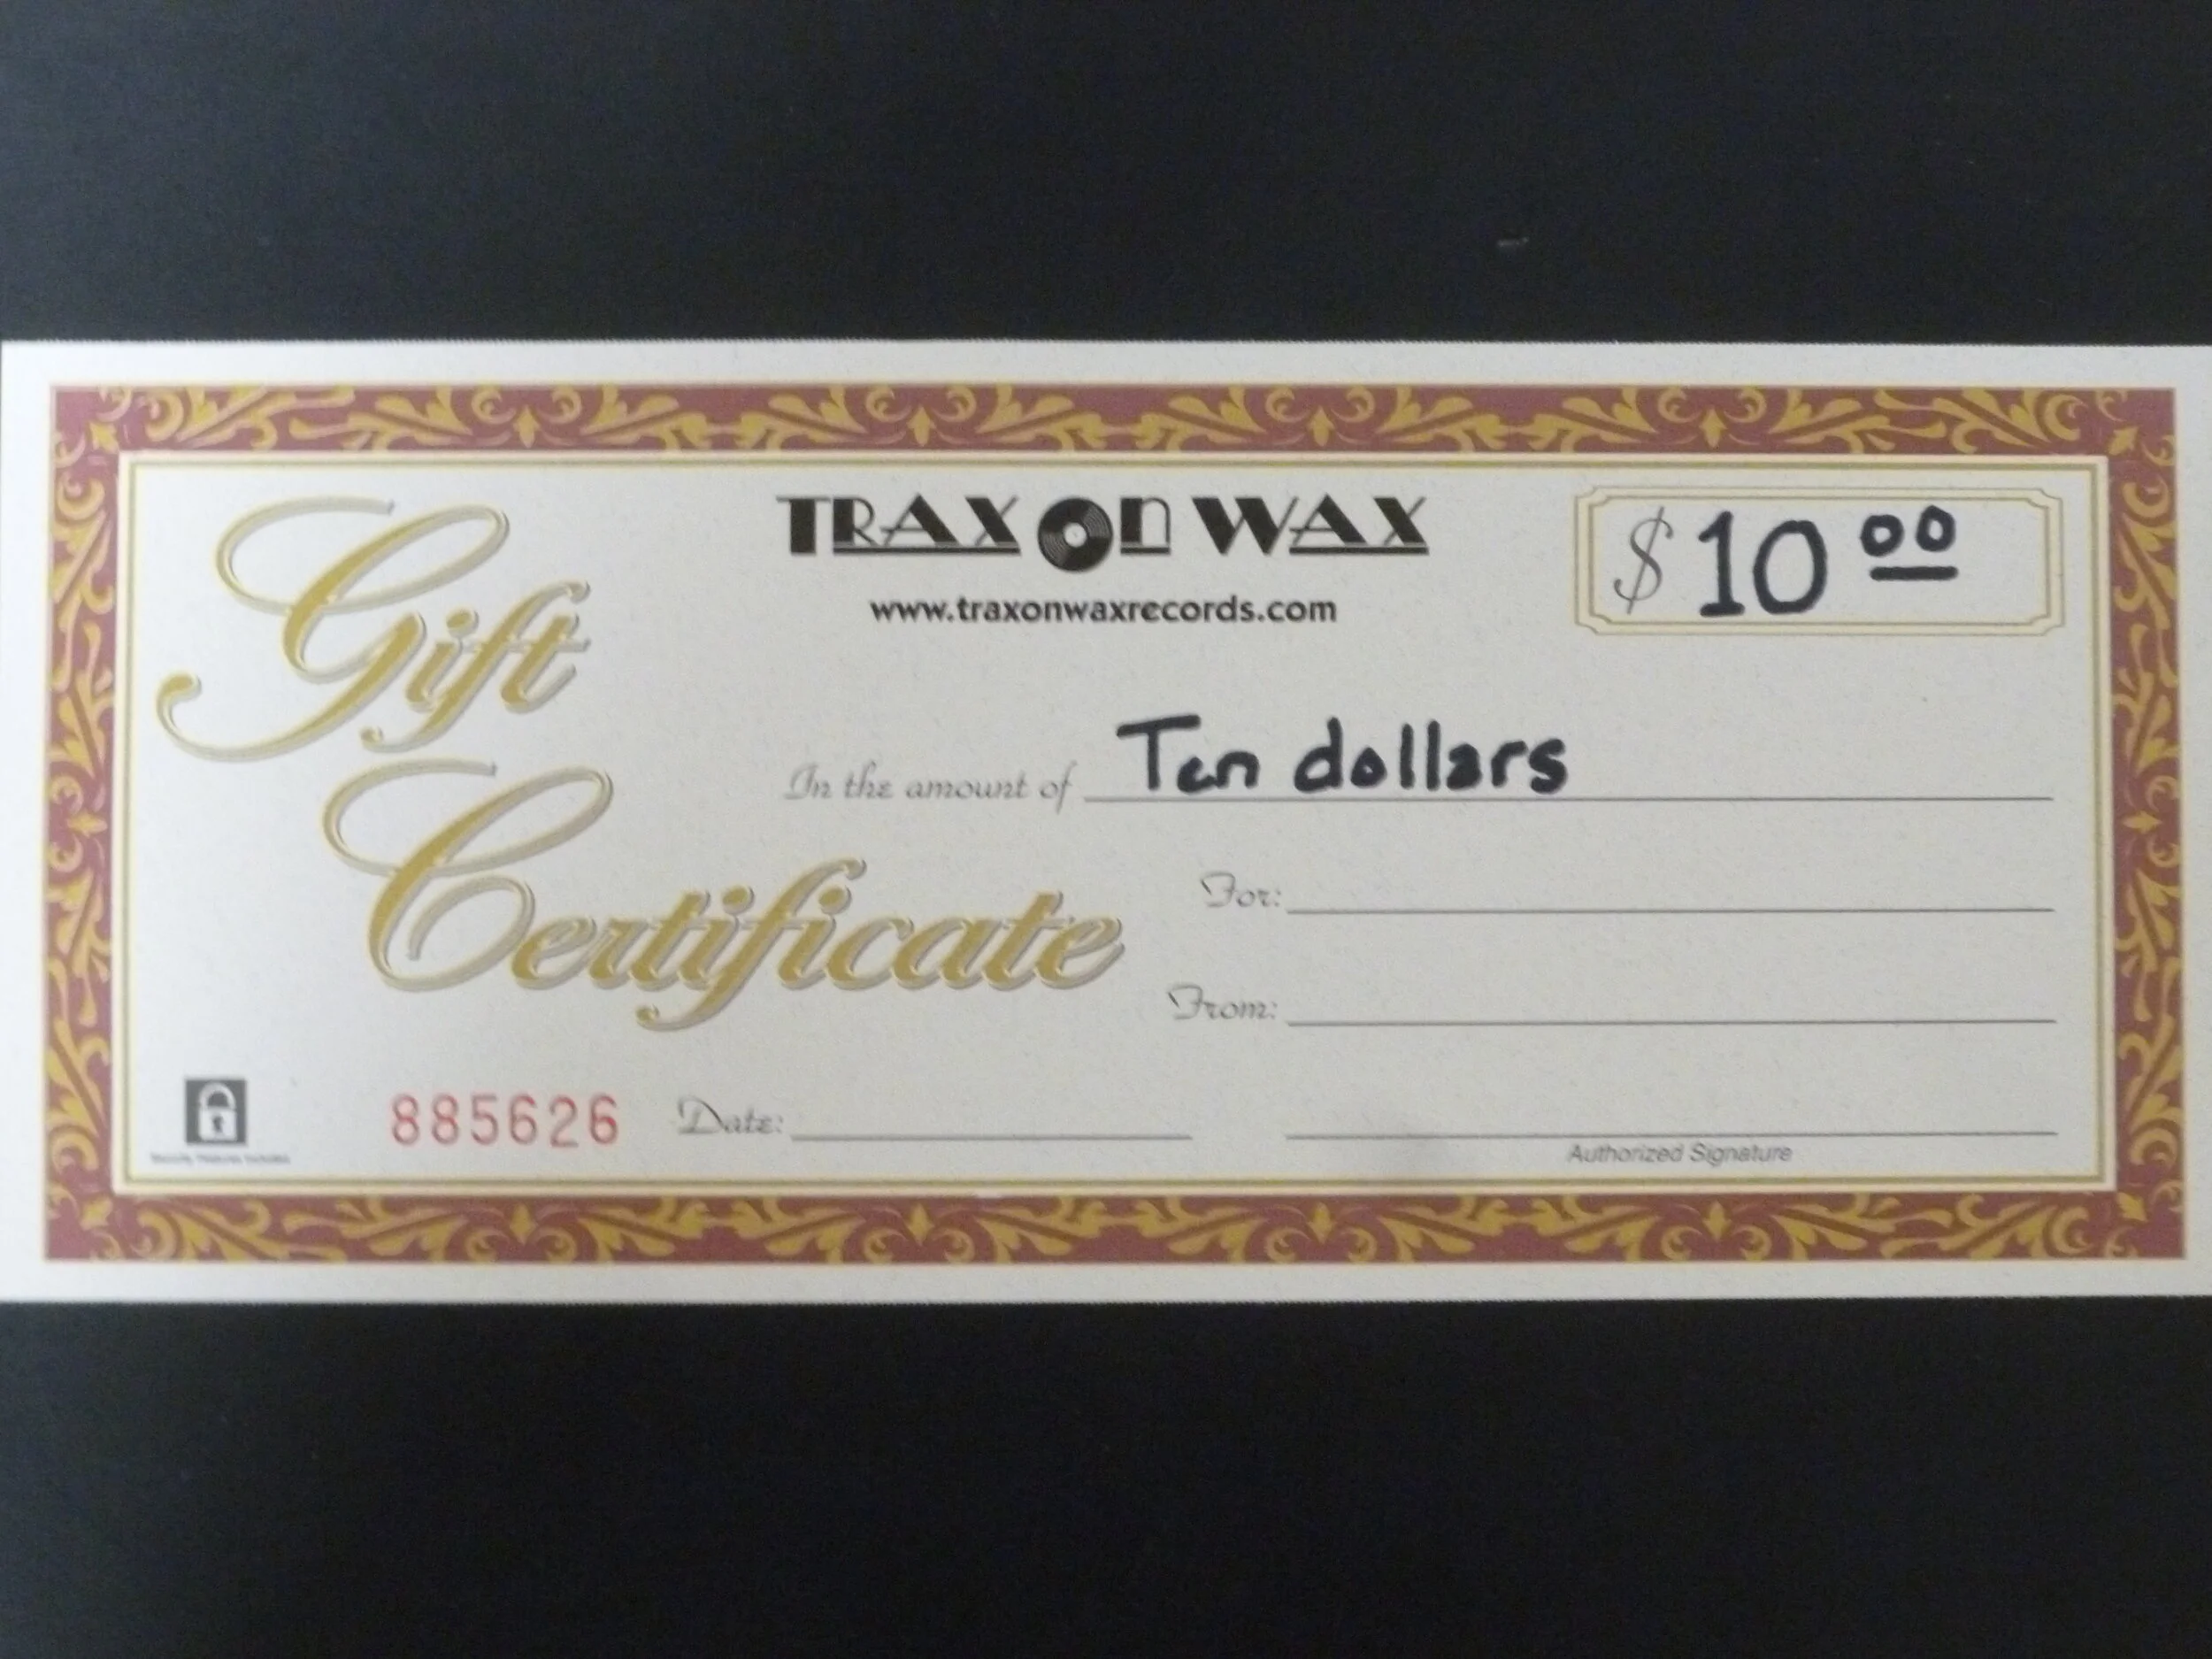 Gift
Certificate
TRAX ON WAX
www.traxonwaxrecords.com
$ 10 00
In the amount of Ten dollars
For:
From:
885626 Date:
Authorized Signature